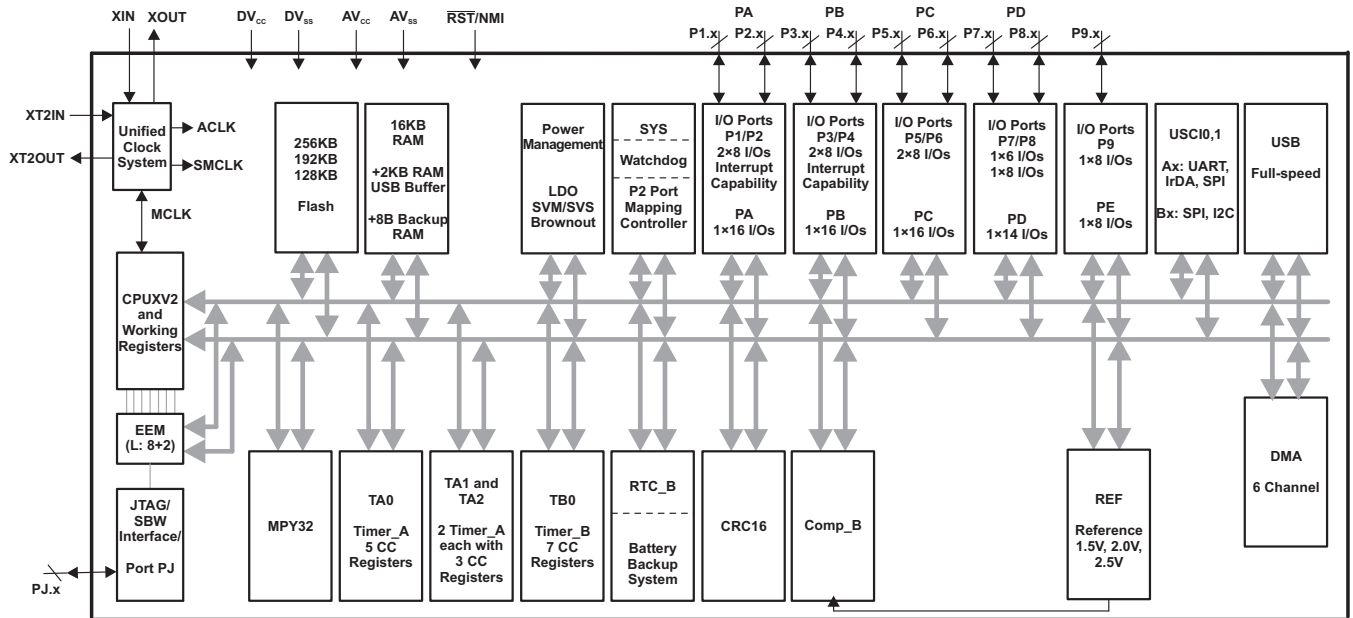 XIN XOUT DVCC DVSS AVCC AVSS RST/NMI PA PB PC PD
P1.x P2.x P3.x P4.x P5.x P6.x P7.x P8.x P9.x
XT2IN
XT2OUT
Unified
Clock
System
ACLK
SMCLK
MCLK
256KB
192KB
128KB
Flash
16KB
RAM
+2KB RAM
USB Buffer
+8B Backup
RAM
Power
Management
LDO
SVM/SVS
Brownout
SYS
Watchdog
P2 Port
Mapping
Controller
I/O Ports
P1/P2
2×8 I/Os
Interrupt
Capability
PA
1×16 I/Os
I/O Ports
P3/P4
2×8 I/Os
Interrupt
Capability
PB
1×16 I/Os
I/O Ports
P5/P6
2×8 I/Os
PC
1×16 I/Os
I/O Ports
P7/P8
1×6 I/Os
1×8 I/Os
PD
1×14 I/Os
I/O Ports
P9
1×8 I/Os
PE
1×8 I/Os
USCI0,1
Ax: UART,
IrDA, SPI
Bx: SPI, I2C
USB
Full-speed
CPUXV2
and
Working
Registers
EEM
(L: 8+2)
JTAG/
SBW
Interface/
Port PJ
PJ.x
MPY32
TA0
Timer_A
5 CC
Registers
TA1 and
TA2
2 Timer_A
each with
3 CC
Registers
TB0
Timer_B
7 CC
Registers
RTC_B
Battery
Backup
System
CRC16
Comp_B
REF
Reference
1.5V, 2.0V,
2.5V
DMA
6 Channel